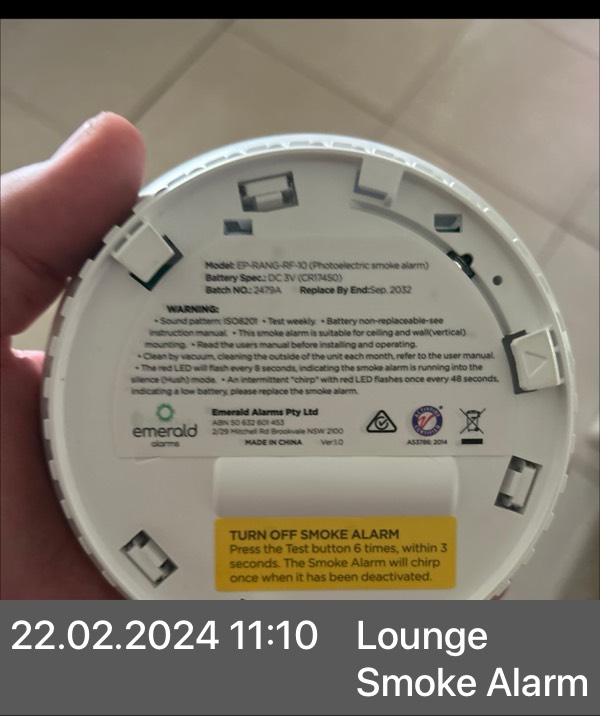 Model: EP-RANG-RF-10 (Photoelectric smoke alarm)
Battery Spec.: DC 3V (CR17450)
Batch NO.: 2479A Replace By End:Sep. 2032
WARNING:
• Sound pattern: ISO8201 • Test weekly. • Battery non-replaceable-see
instruction manual. • This smoke alarm is suitable for ceiling and wall(vertical)
mounting. • Read the users manual before installing and operating.
• Clean by vacuum, cleaning the outside of the unit each month, refer to the user manual.
• The red LED will flash every 8 seconds, indicating the smoke alarm is running into the
silence (Hush) mode. • An intermittent "chirp" with red LED flashes once every 48 seconds,
indicating a low battery, please replace the smoke alarm.
emerald
alarms
Emerald Alarms Pty Ltd
ABN 50 632 601 453
2/29 Mitchell Rd Brookvale NSW 2100
MADE IN CHINA Ver:1.0
AS3786: 2014
TURN OFF SMOKE ALARM
Press the Test button 6 times, within 3
seconds. The Smoke Alarm will chirp
once when it has been deactivated.
22.02.2024 11:10 Lounge
Smoke Alarm